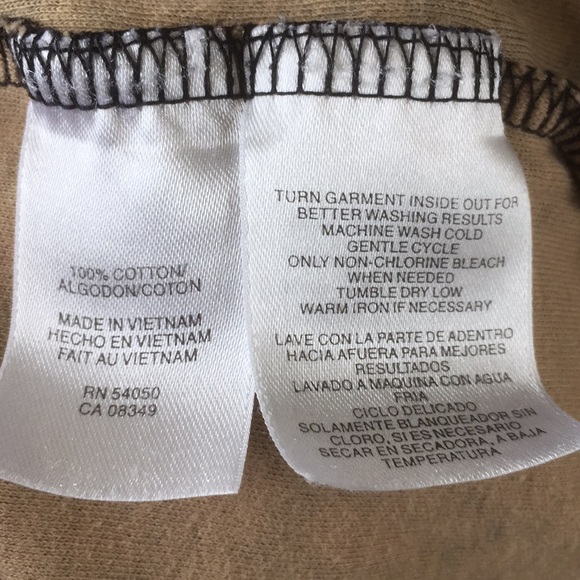 100% COTTON/
ALGODON/COTON
MADE IN VIETNAM
HECHO EN VIETNAM
FAIT AU VIETNAM
RN 54050
CA 08349
TURN GARMENT INSIDE OUT FOR
BETTER WASHING RESULTS
MACHINE WASH COLD
GENTLE CYCLE
ONLY NON-CHLORINE BLEACH
WHEN NEEDED
TUMBLE DRY LOW
WARM IRON IF NECESSARY
LAVE CON LA PARTE DE ADENTRO
HACIA AFUERA PARA MEJORES
RESULTADOS
LAVADO A MAQUINA CON AGUA
FRIA
CICLO DELICADO
SOLAMENTE BLANQUEADOR SIN
CLORO, SI ES NECESARIO
SECAR EN SECADORA, A BAJA
TEMPERATURA.